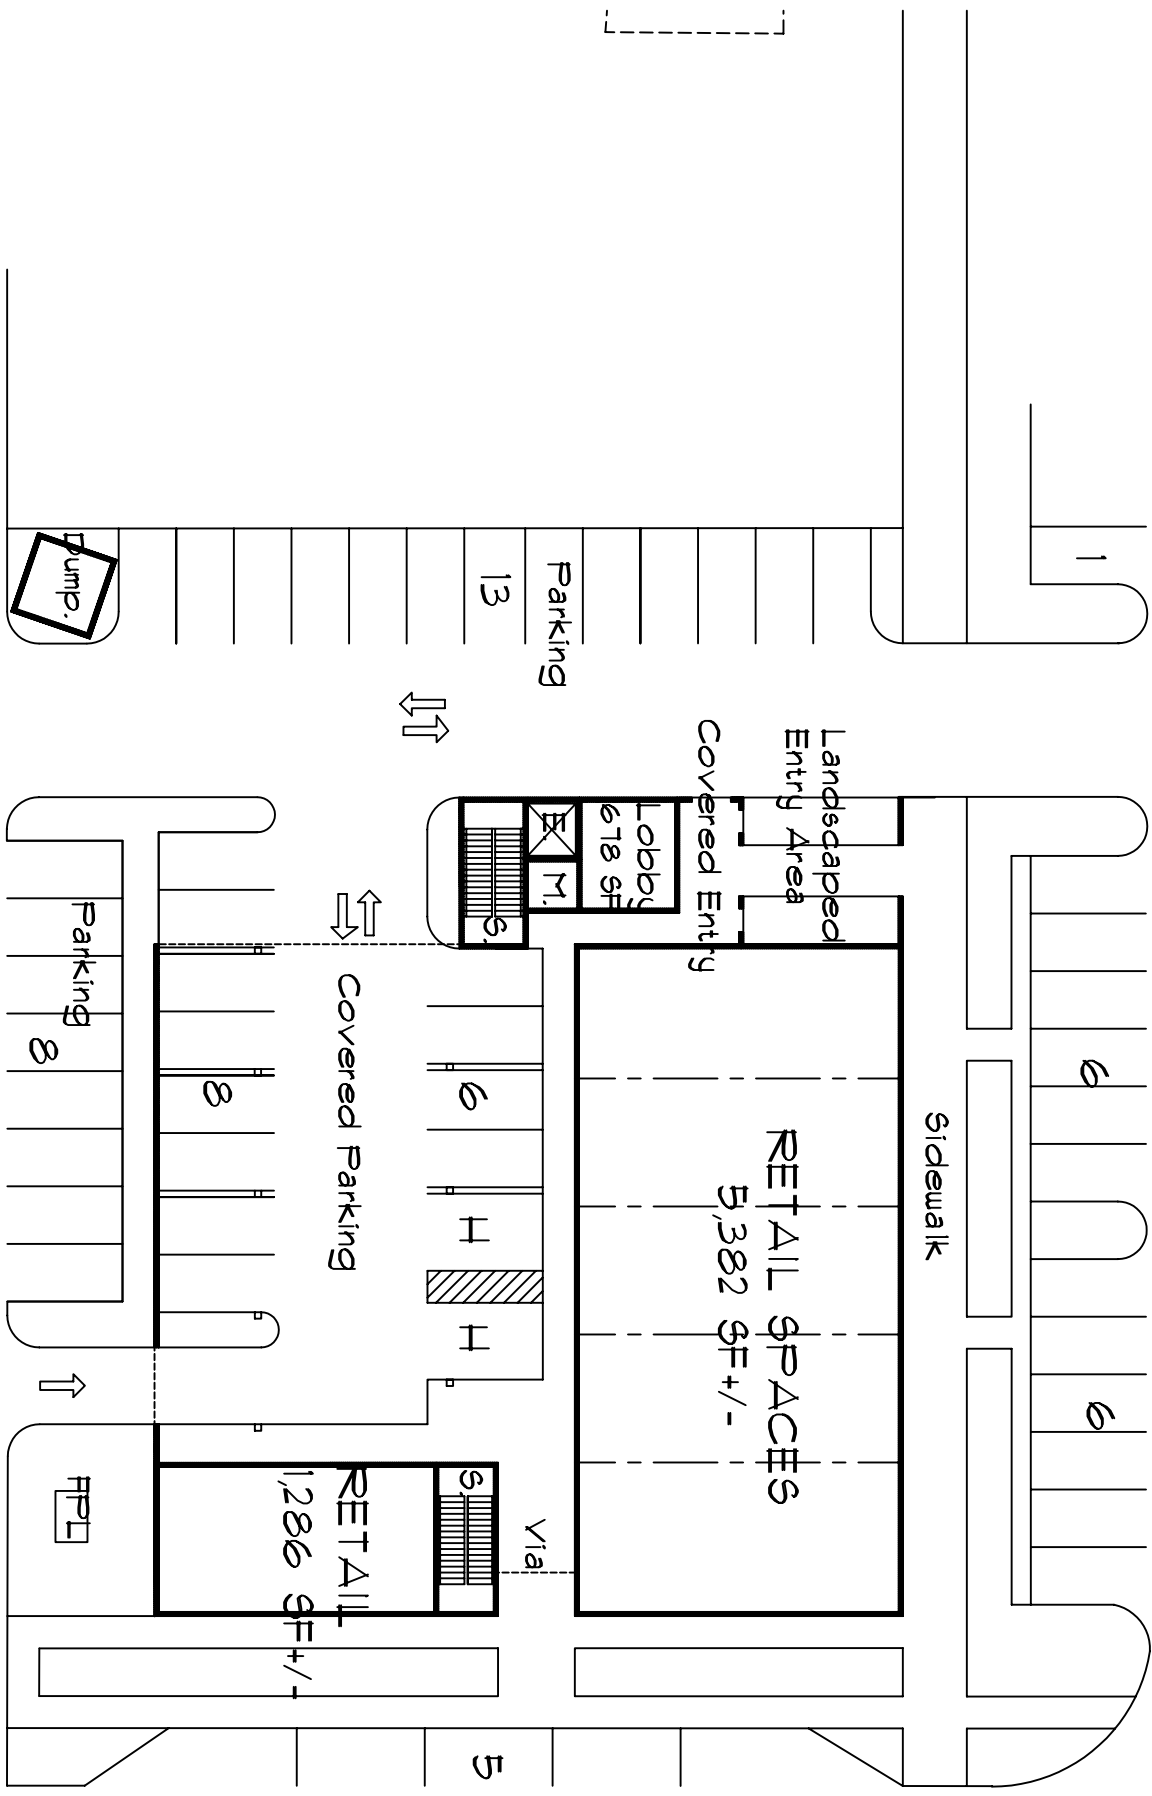 Dump.
13
Parking
1
Landscaped
Entry Area
Covered Entry
Lobby
678 SF
E.
M.
S.
Parking
8
8
Covered Parking
6
H
H
RETAIL SPACES
5,382 SF+/-
Sidewalk
6
6
FPL
RETAIL
1,286 SF+/-
S.
Via
5